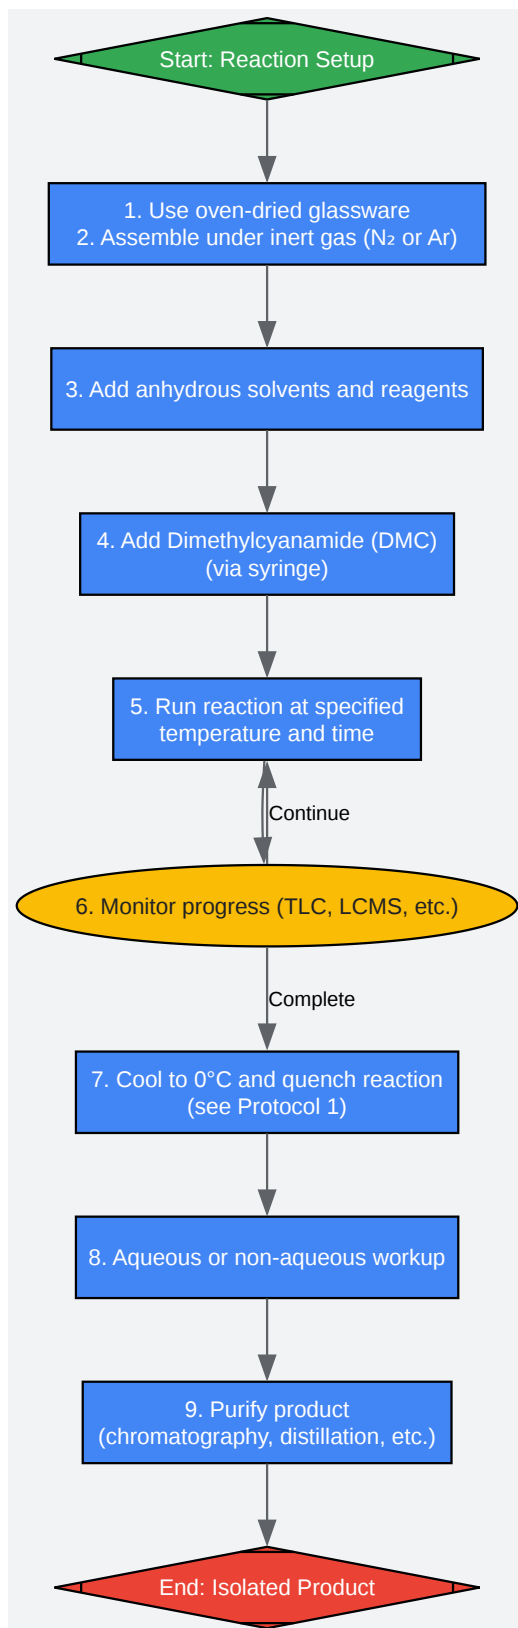 Start: Reaction Setup
1. Use oven-dried glassware
2. Assemble under inert gas (N₂ or Ar)
3. Add anhydrous solvents and reagents
4. Add Dimethylcyanamide (DMC)
(via syringe)
5. Run reaction at specified
temperature and time
Continue
6. Monitor progress (TLC, LCMS, etc.)
Complete
7. Cool to 0°C and quench reaction
(see Protocol 1)
8. Aqueous or non-aqueous workup
9. Purify product
(chromatography, distillation, etc.)
End: Isolated Product